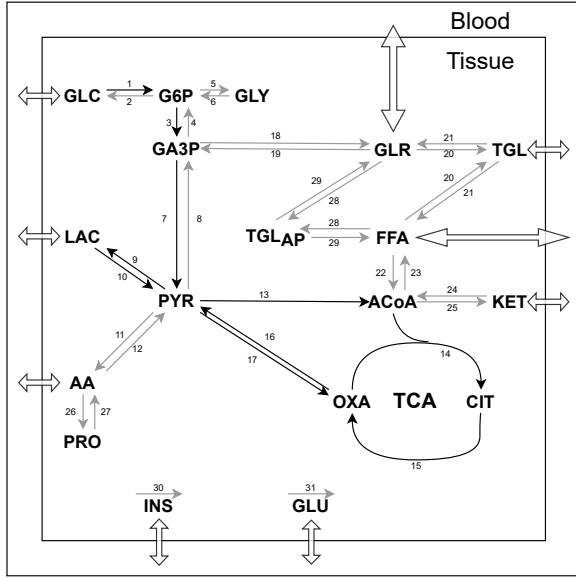 Blood
Tissue
1
5
GLC
G6P
GLY
2
6
3
4
18
21
GA3P
GLR
TGL
19
20
29
20
28
21
7
8
28
LAC
TGLAP
FFA
9
29
10
22
23
24
13
PYR
ACoA
KET
25
11
16
12
14
17
AA
OXA
TCA
CIT
26
27
PRO
15
30
31
INS
GLU